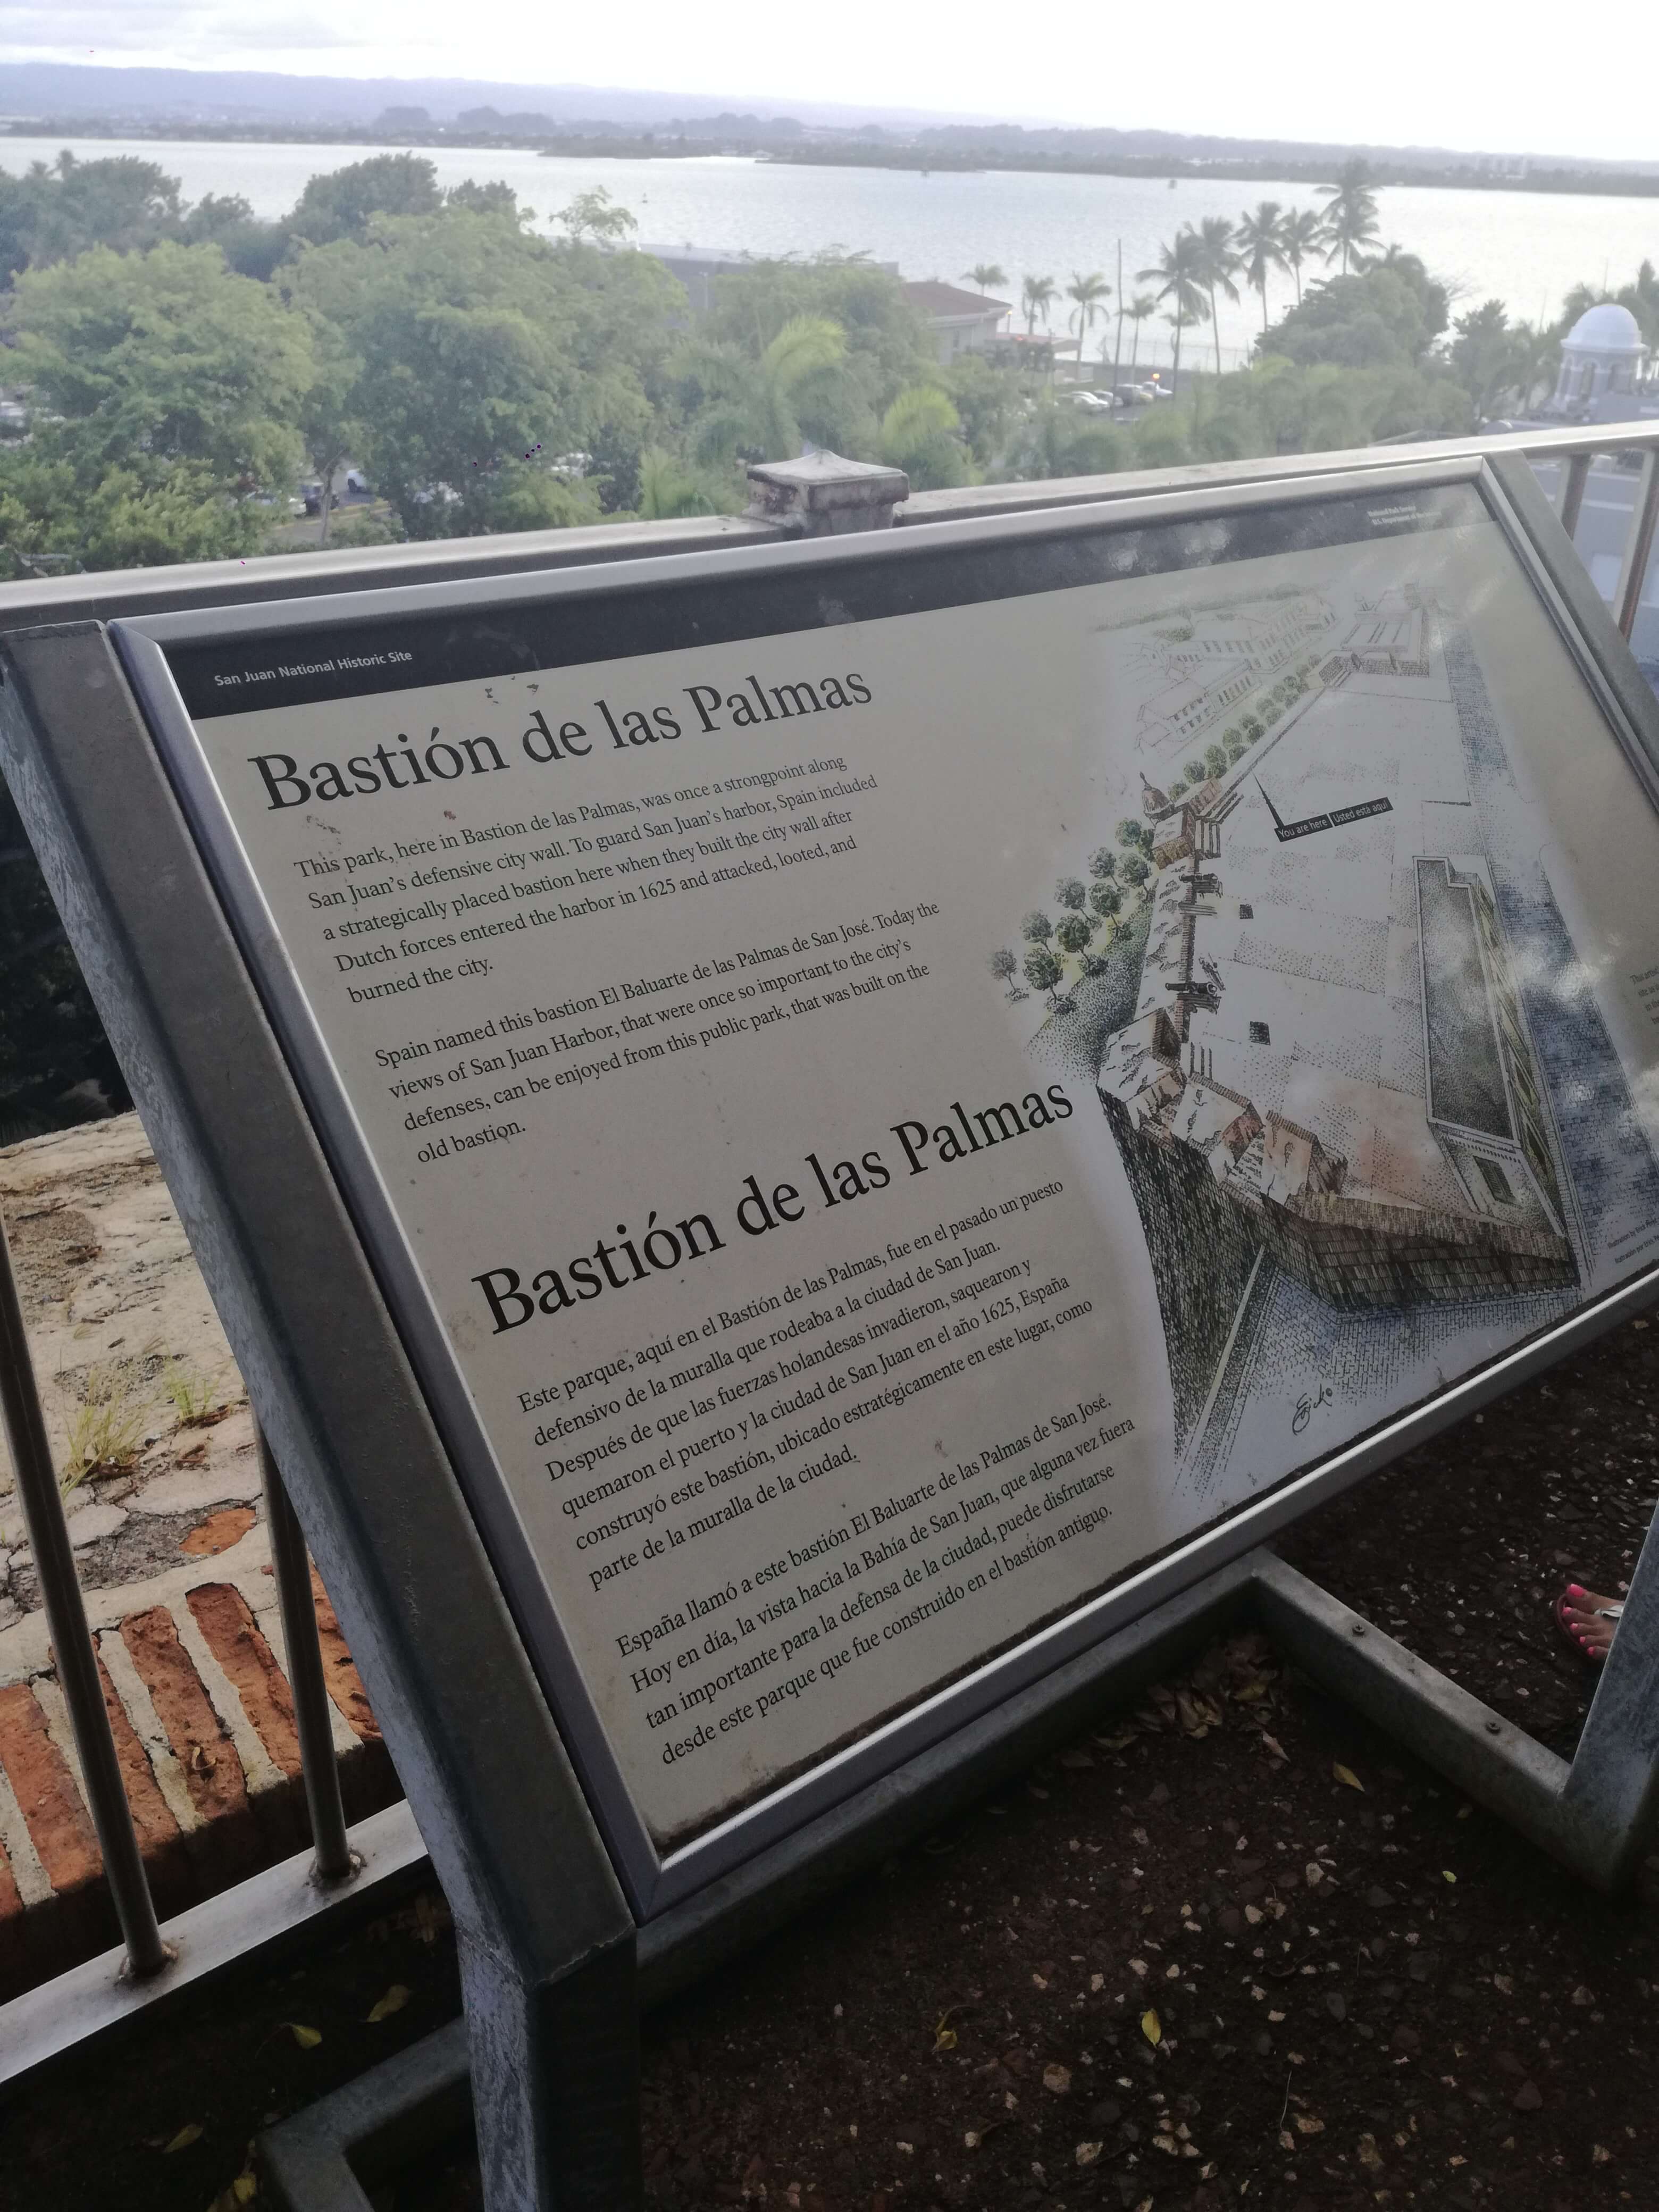 San Juan National Historic Site
National Park Service
U.S. Department of the
Bastión de las Palmas
This park, here in Bastion de las Palmas, was once a strongpoint along
San Juan's defensive city wall. To guard San Juan's harbor, Spain included
a strategically placed bastion here when they built the city wall after
Dutch forces entered the harbor in 1625 and attacked, looted, and
burned the city.
Spain named this bastion El Baluarte de las Palmas de San José. Today the
views of San Juan Harbor, that were once so important to the city's
defenses, can be enjoyed from this public park, that was built on the
old bastion.
Bastión de las Palmas
Este parque, aquí en el Bastión de las Palmas, fue en el pasado un puesto
defensivo de la muralla que rodeaba a la ciudad de San Juan.
Después de que las fuerzas holandesas invadieron, saquearon y
quemaron el puerto y la ciudad de San Juan en el año 1625, España
construyó este bastión, ubicado estratégicamente en este lugar, como
parte de la muralla de la ciudad.
España llamó a este bastión El Baluarte de las Palmas de San José.
Hoy en día, la vista hacia la Bahía de San Juan, que alguna vez fuera
tan importante para la defensa de la ciudad, puede disfrutarse
desde este parque que fue construido en el bastión antiguo.
You are here Usted está aquí